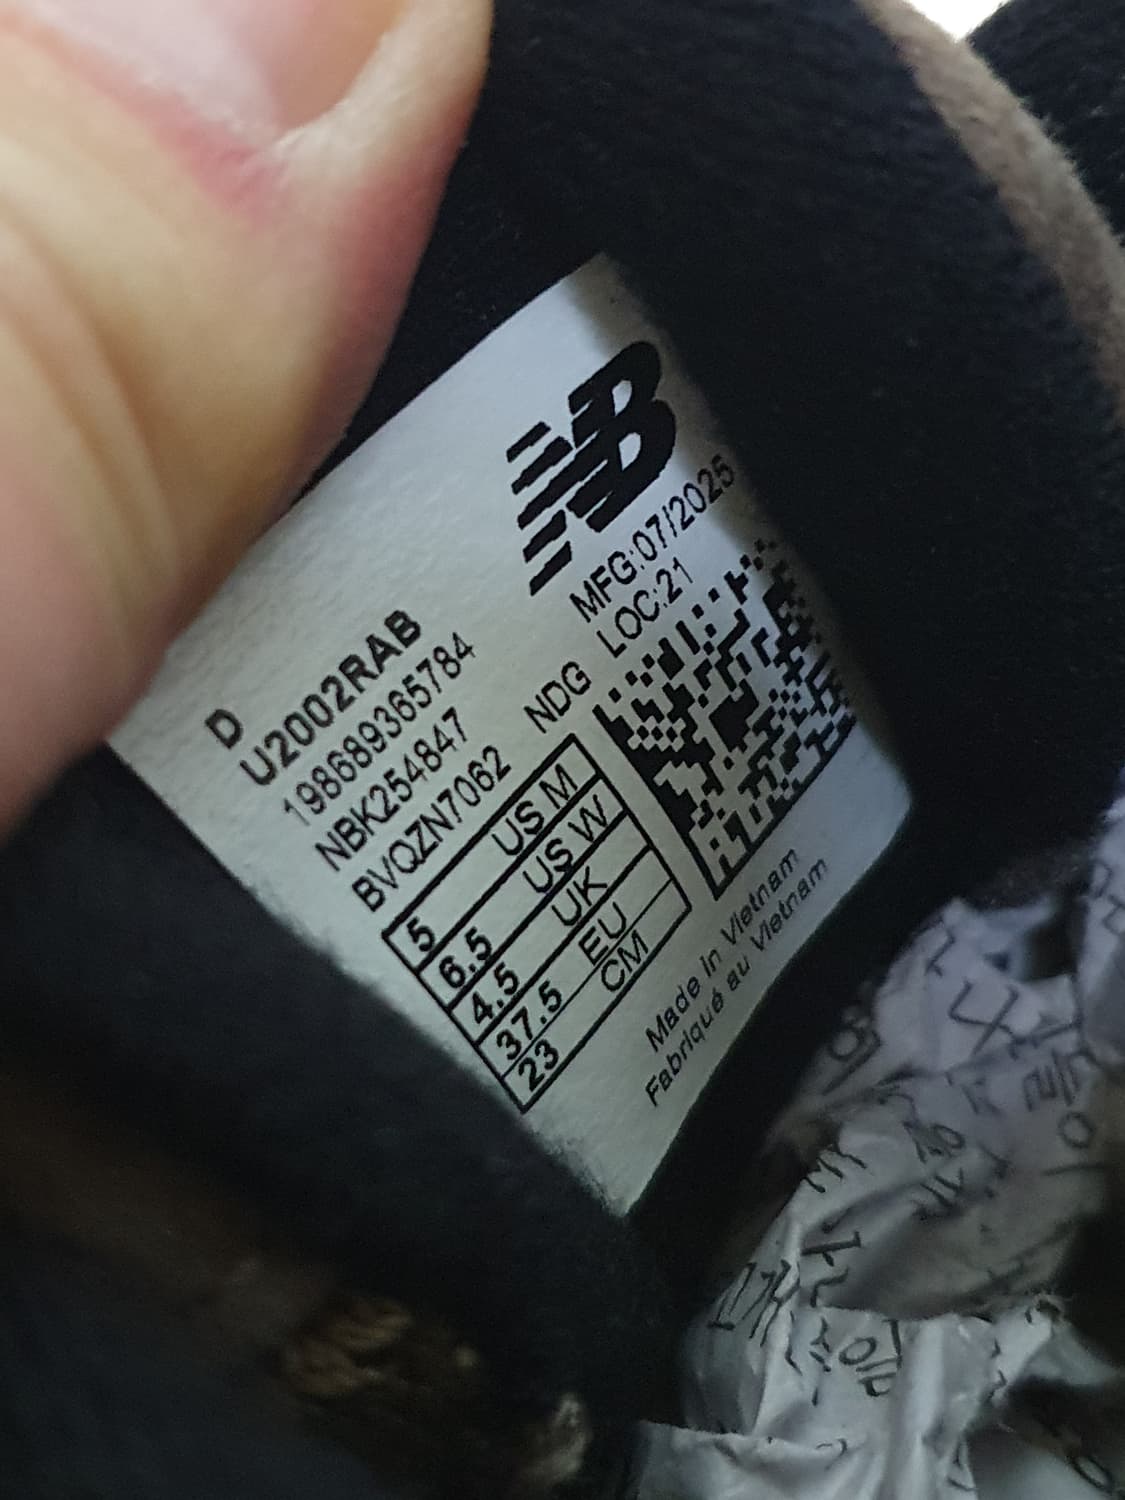 NB
MFG:07/2025
LOC:21
D
U2002RAB
198689365784
NBK254847
BVQZN7062 NDG
5 US M
6.5 US W
4.5 UK
37.5 EU
23 CM
Made In Vietnam
Fabriqué au Vietnam